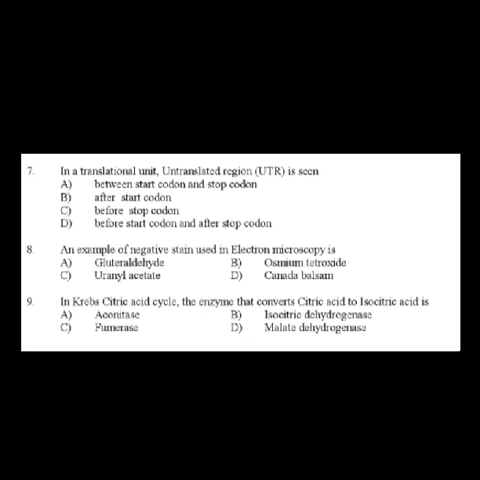 7. In a translational unit, Untranslated region (UTR) is seen
A) between start codon and stop codon
B) after start codon
C) before stop codon
D) before start codon and after stop codon
8. An example of negative stain used in Electron microscopy is
A) Gluteraldehyde B) Osmium tetroxide
C) Uranyl acetate D) Canada balsam
9. In Krebs Citric acid cycle, the enzyme that converts Citric acid to Isocitric acid is
A) Aconitase B) Isocitric dehydrogenase
C) Fumerase D) Malate dehydrogenase